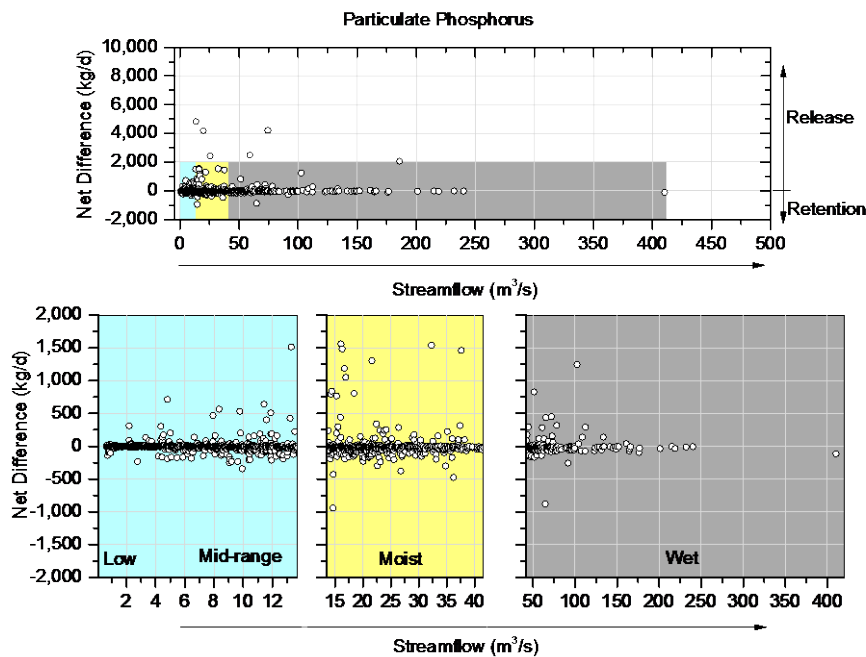 Particulate Phosphorus
10,000
8,000
6,000
4,000
2,000
0
-2,000
Net Difference (kg/d)
Release
Retention
0 50 100 150 200 250 300 350 400 450 500
Streamflow (m³/s)
2,000
1,500
1,000
500
0
-500
-1,000
-1,500
-2,000
Net Difference (kg/d)
Low Mid-range Moist Wet
2 4 6 8 10 12 15 20 25 30 35 40 50 100 150 200 250 300 350 400
Streamflow (m³/s)